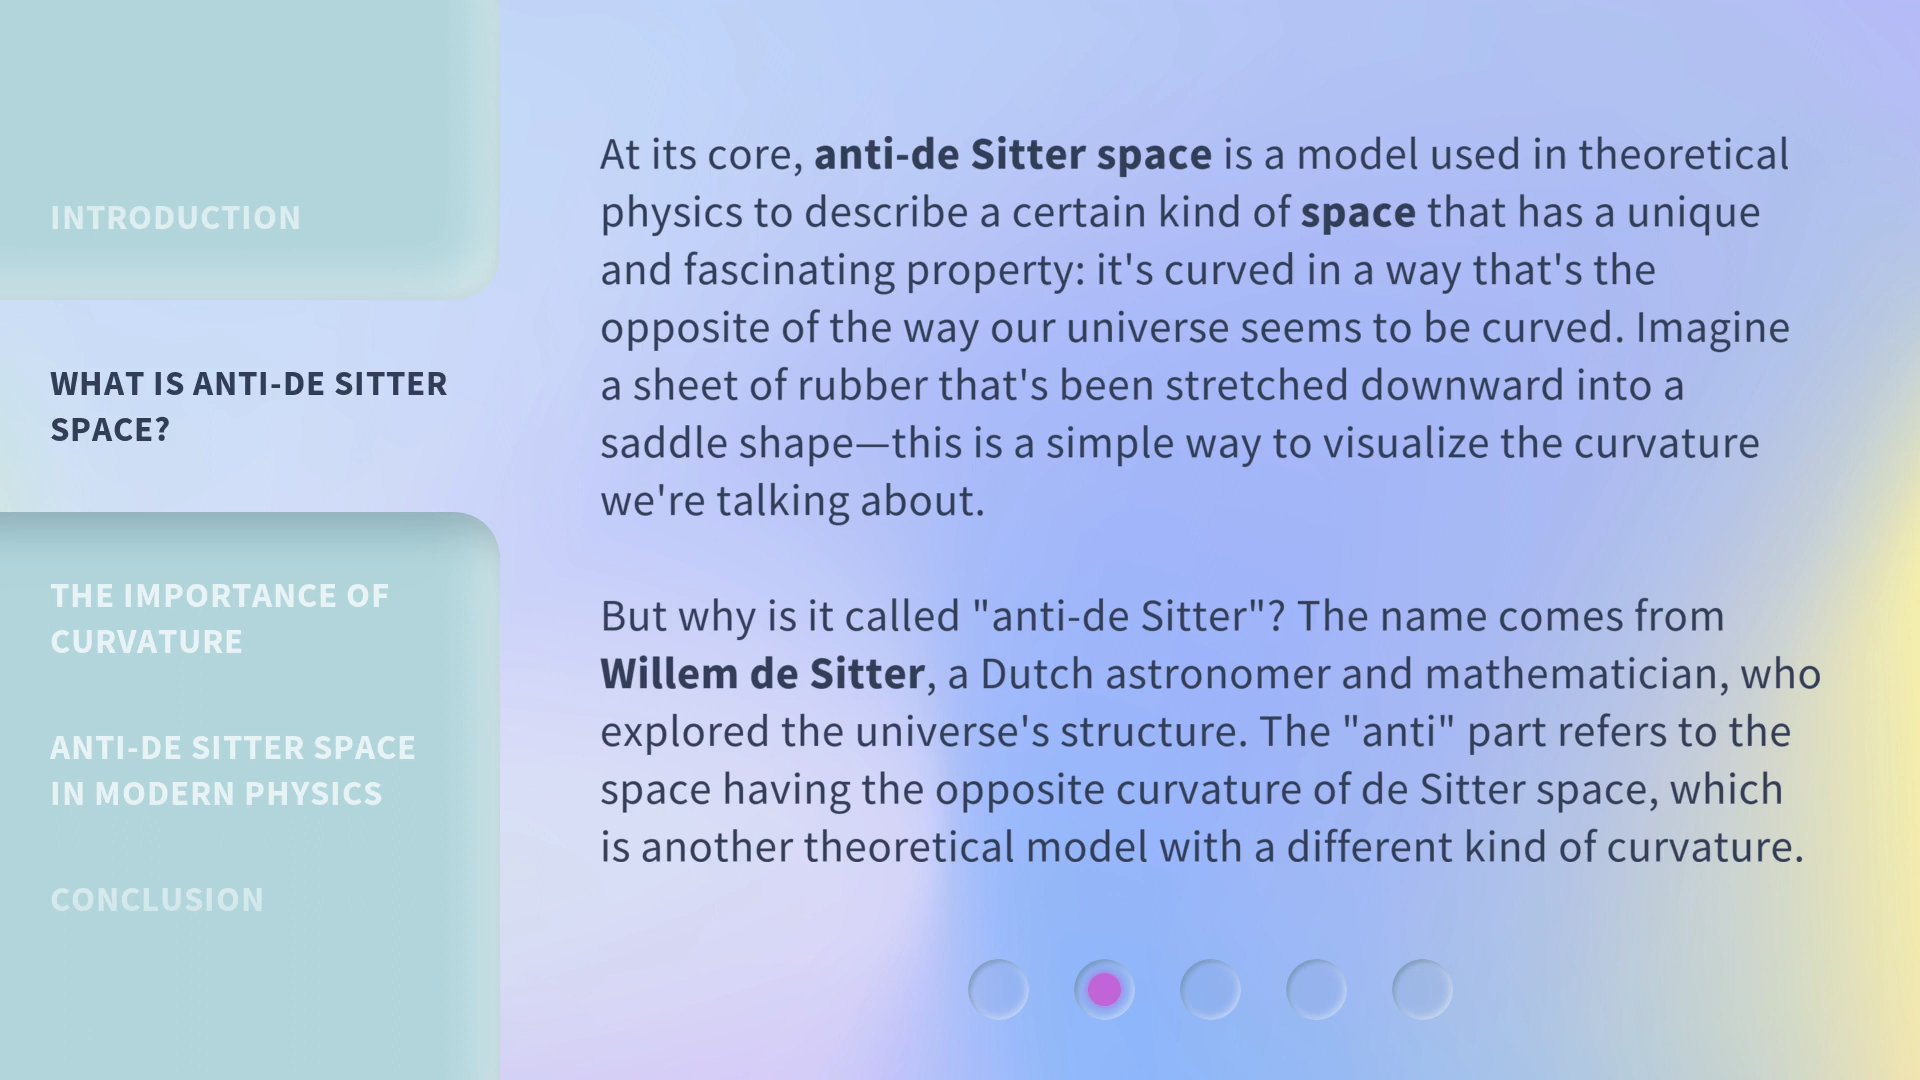 INTRODUCTION
WHAT IS ANTI-DE SITTER
SPACE?
THE IMPORTANCE OF
CURVATURE
ANTI-DE SITTER SPACE
IN MODERN PHYSICS
CONCLUSION
At its core, anti-de Sitter space is a model used in theoretical
physics to describe a certain kind of space that has a unique
and fascinating property: it's curved in a way that's the
opposite of the way our universe seems to be curved. Imagine
a sheet of rubber that's been stretched downward into a
saddle shape—this is a simple way to visualize the curvature
we're talking about.
But why is it called "anti-de Sitter"? The name comes from
Willem de Sitter, a Dutch astronomer and mathematician, who
explored the universe's structure. The "anti" part refers to the
space having the opposite curvature of de Sitter space, which
is another theoretical model with a different kind of curvature.